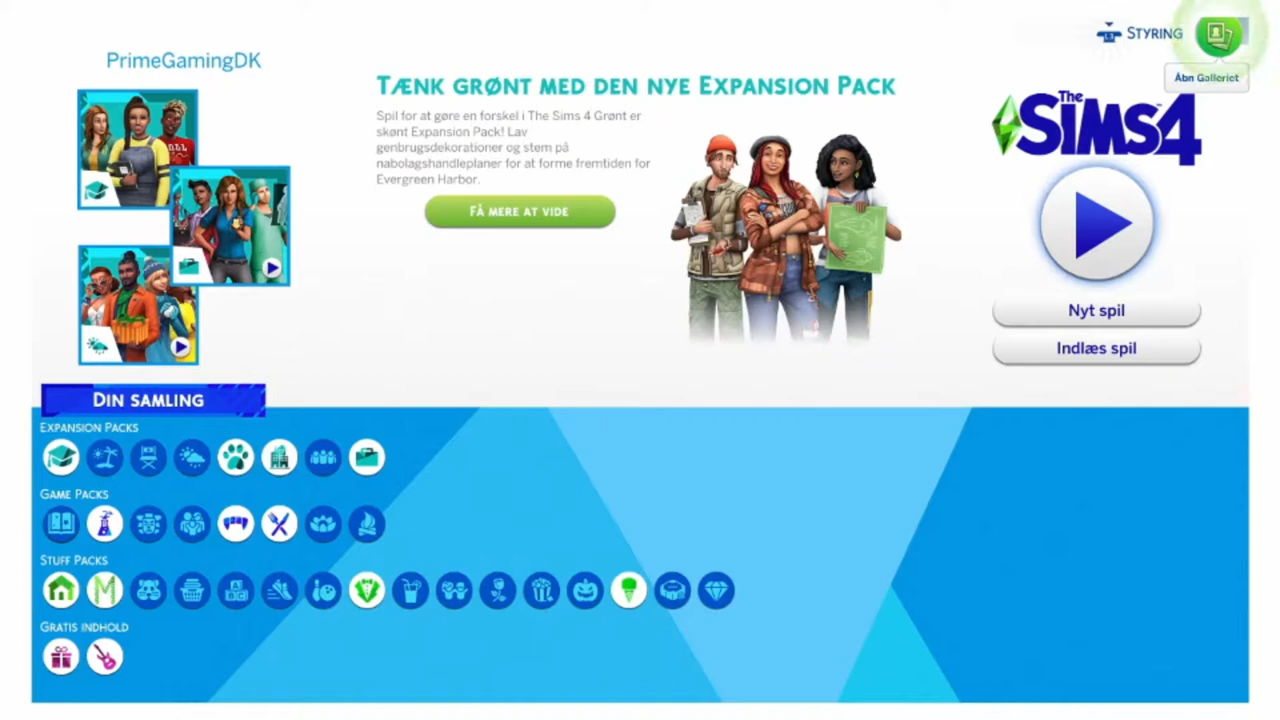 PrimeGamingDK
TÆNK GRØNT MED DEN NYE EXPANSION PACK
Spil for at gøre en forskel i The Sims 4 Grønt er
skønt Expansion Pack! Lav
genbrugsdekorationer og stem på
nabolagshandleplaner for at forme fremtiden for
Evergreen Harbor.
FÅ MERE AT VIDE
STYRING
Åbn Galleriet
The SIMS 4
Nyt spil
Indlæs spil
DIN SAMLING
EXPANSION PACKS
GAME PACKS
STUFF PACKS
GRATIS INDHOLD